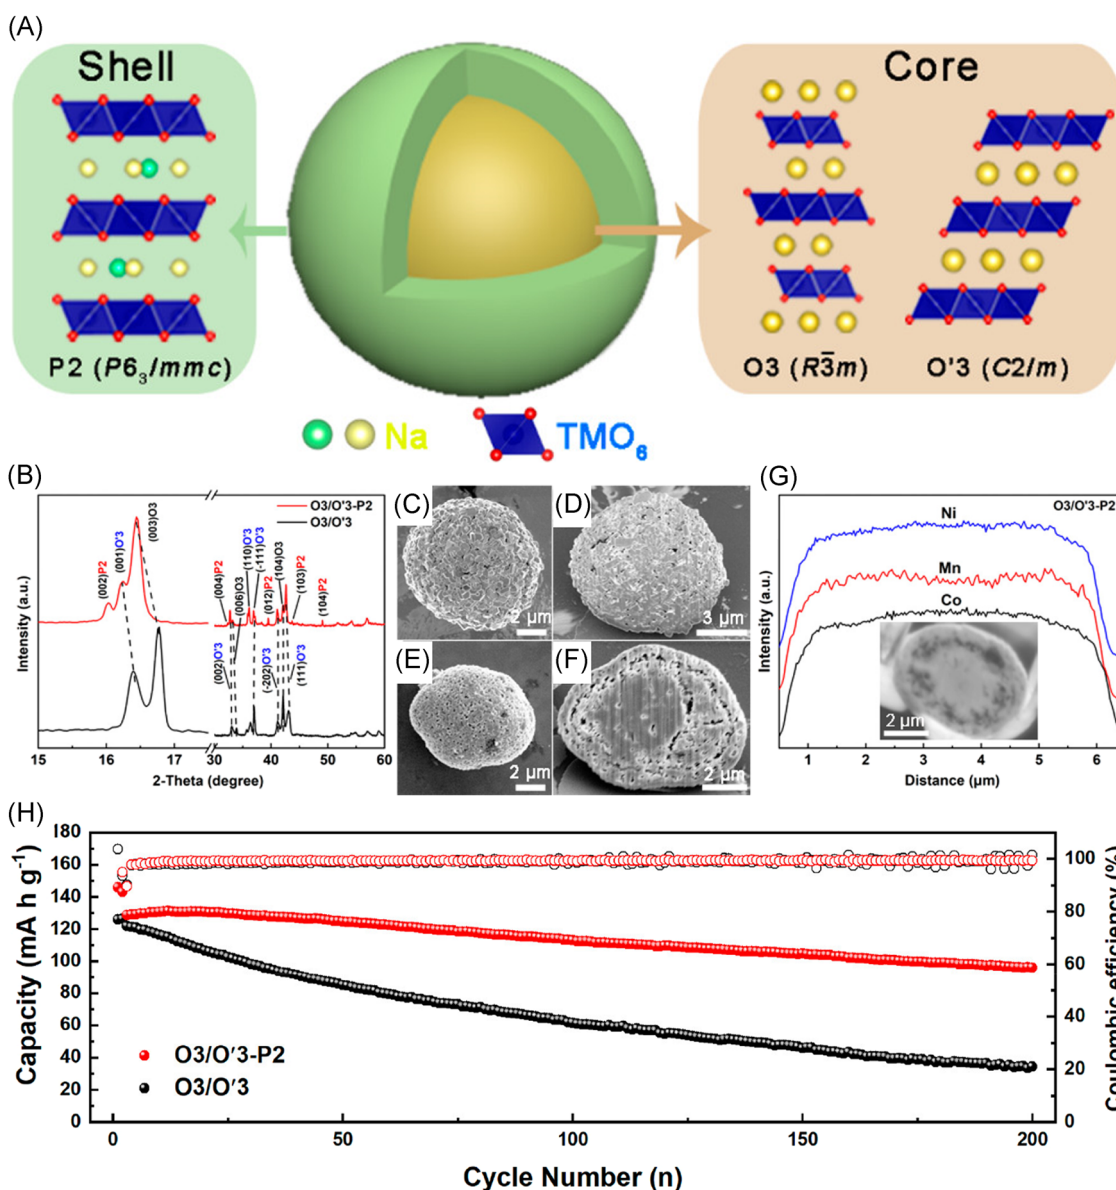 (A)
Shell
Core
P2 (P6₃/mmc)
O3 (R3̅m)
O'3 (C2/m)
Na
TMO₆
(B)
O3/O'3-P2
O3/O'3
(002)P2
(001)O'3
(003)O3
(004)P2
(006)O3
(110)O'3
(-111)O'3
(012)P2
(104)O3
(103)P2
(104)P2
(002)O'3
(-202)O'3
(111)O'3
Intensity (a.u.)
15 16 17 30 40 50 60
2-Theta (degree)
(C)
2 μm
(D)
3 μm
(E)
2 μm
(F)
2 μm
(G)
O3/O'3-P2
Ni
Mn
Co
2 μm
Intensity (a.u.)
1 2 3 4 5 6
Distance (μm)
(H)
180
160
140
120
100
80
60
40
20
0
Capacity (mA h g⁻¹)
O3/O'3-P2
O3/O'3
100
80
60
40
20
0
Coulombic efficiency (%)
0 50 100 150 200
Cycle Number (n)